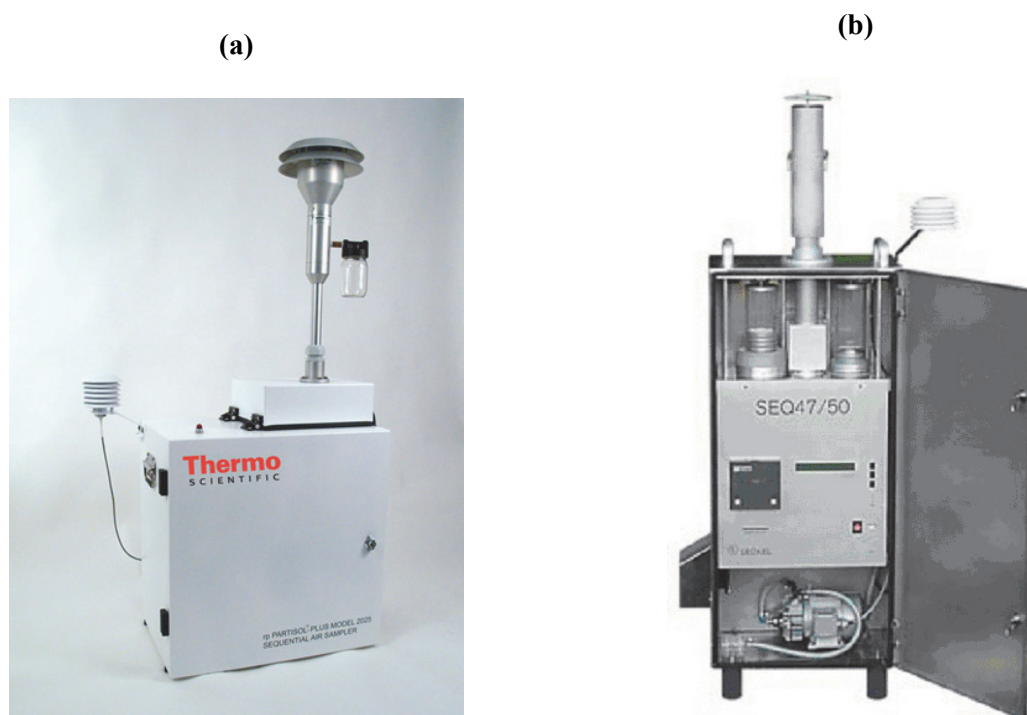 (a)
(b)
Thermo
SCIENTIFIC
rp PARTISOL®-PLUS MODEL 2025
SEQUENTIAL AIR SAMPLER
SEQ47/50
LECKEL